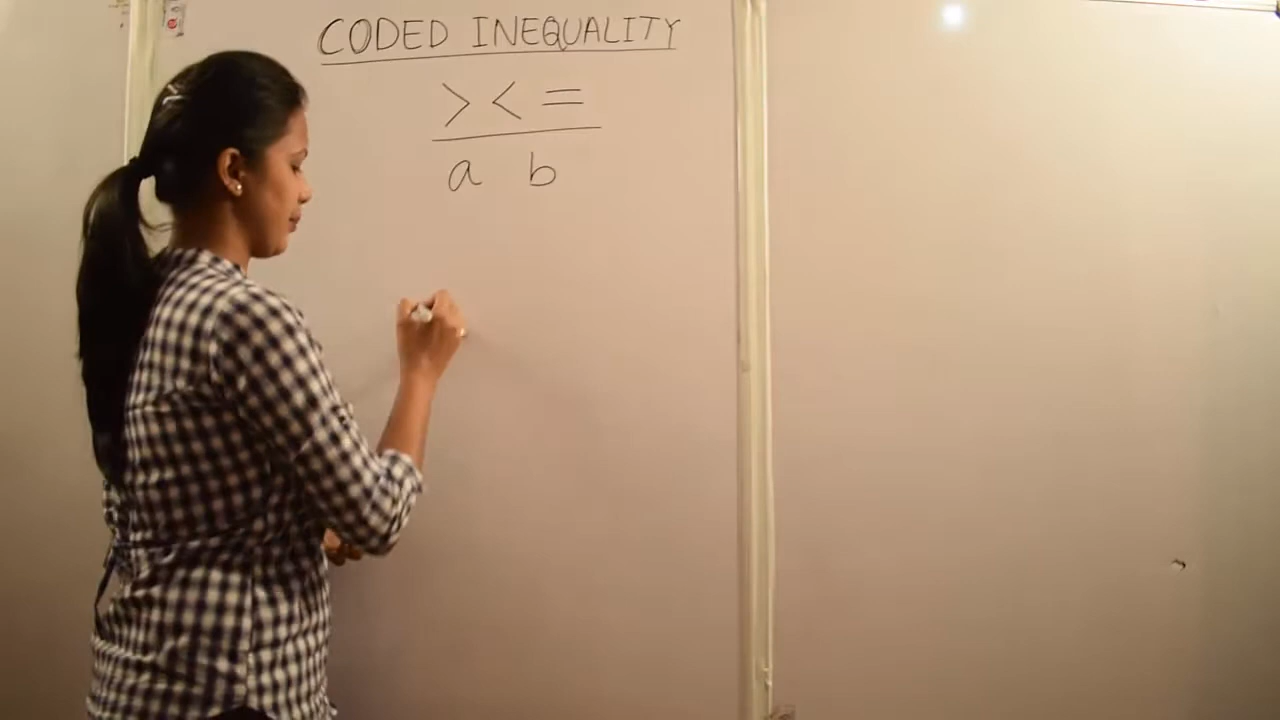 CODED INEQUALITY
> < =
a b